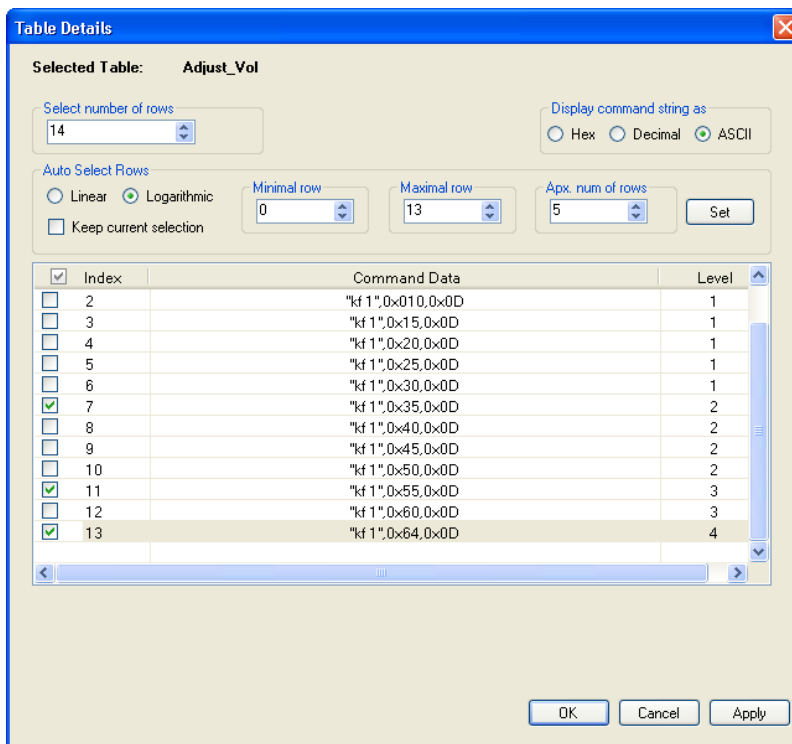 Table Details
Selected Table: Adjust_Vol
Select number of rows
14
Display command string as
Hex Decimal ASCII
Auto Select Rows
Linear Logarithmic
Keep current selection
Minimal row
0
Maximal row
13
Apx. num of rows
5
Set
Index Command Data Level
2 "kf 1",0x010,0x0D 1
3 "kf 1",0x15,0x0D 1
4 "kf 1",0x20,0x0D 1
5 "kf 1",0x25,0x0D 1
6 "kf 1",0x30,0x0D 1
7 "kf 1",0x35,0x0D 2
8 "kf 1",0x40,0x0D 2
9 "kf 1",0x45,0x0D 2
10 "kf 1",0x50,0x0D 2
11 "kf 1",0x55,0x0D 3
12 "kf 1",0x60,0x0D 3
13 "kf 1",0x64,0x0D 4
OK Cancel Apply